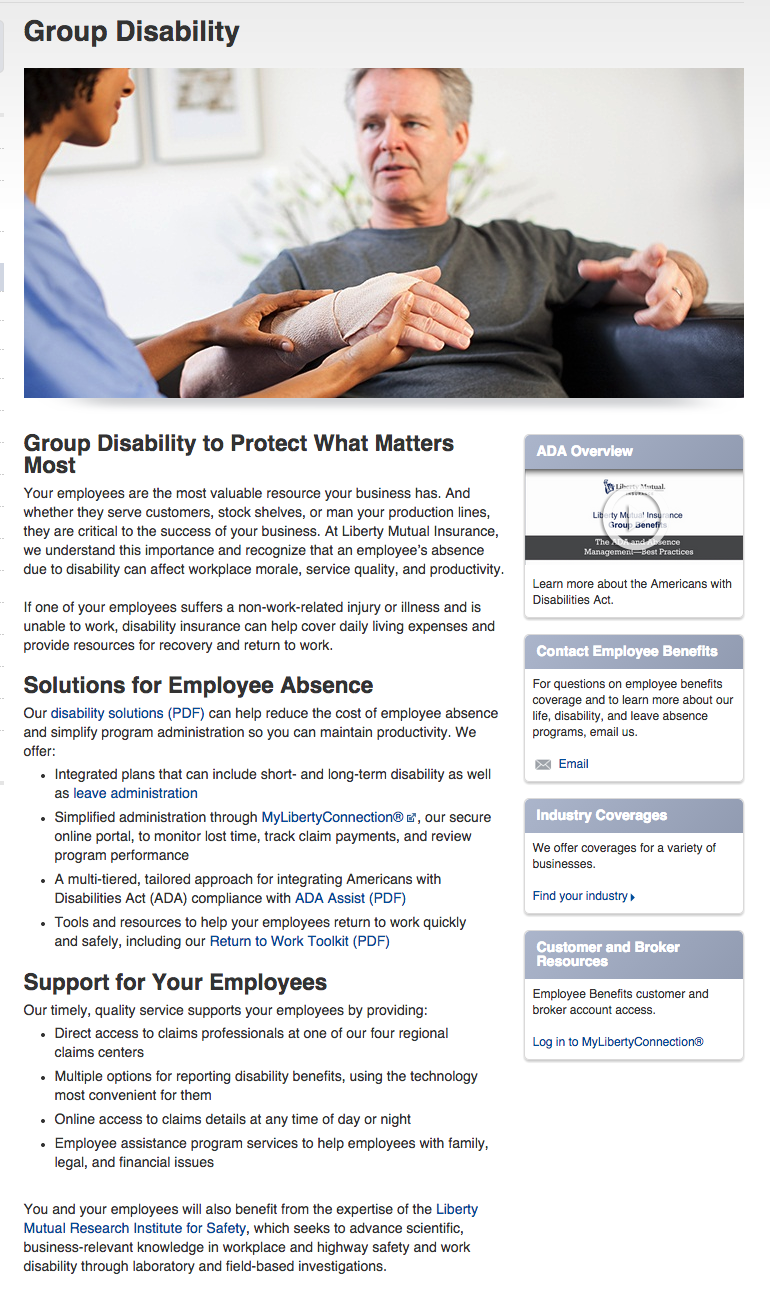 Group Disability
Group Disability to Protect What Matters
Most
Your employees are the most valuable resource your business has. And
whether they serve customers, stock shelves, or man your production lines,
they are critical to the success of your business. At Liberty Mutual Insurance,
we understand this importance and recognize that an employee's absence
due to disability can affect workplace morale, service quality, and productivity.
If one of your employees suffers a non-work-related injury or illness and is
unable to work, disability insurance can help cover daily living expenses and
provide resources for recovery and return to work.
Solutions for Employee Absence
Our disability solutions (PDF) can help reduce the cost of employee absence
and simplify program administration so you can maintain productivity. We
offer:
• Integrated plans that can include short- and long-term disability as well
as leave administration
• Simplified administration through MyLibertyConnection® , our secure
online portal, to monitor lost time, track claim payments, and review
program performance
• A multi-tiered, tailored approach for integrating Americans with
Disabilities Act (ADA) compliance with ADA Assist (PDF)
• Tools and resources to help your employees return to work quickly
and safely, including our Return to Work Toolkit (PDF)
Support for Your Employees
Our timely, quality service supports your employees by providing:
• Direct access to claims professionals at one of our four regional
claims centers
• Multiple options for reporting disability benefits, using the technology
most convenient for them
• Online access to claims details at any time of day or night
• Employee assistance program services to help employees with family,
legal, and financial issues
You and your employees will also benefit from the expertise of the Liberty
Mutual Research Institute for Safety, which seeks to advance scientific,
business-relevant knowledge in workplace and highway safety and work
disability through laboratory and field-based investigations.
ADA Overview
Liberty Mutual.
Liberty Mutual Insurance
Group Benefits
The ADA and Absence
Management—Best Practices
Learn more about the Americans with
Disabilities Act.
Contact Employee Benefits
For questions on employee benefits
coverage and to learn more about our
life, disability, and leave absence
programs, email us.
Email
Industry Coverages
We offer coverages for a variety of
businesses.
Find your industry
Customer and Broker
Resources
Employee Benefits customer and
broker account access.
Log in to MyLibertyConnection®